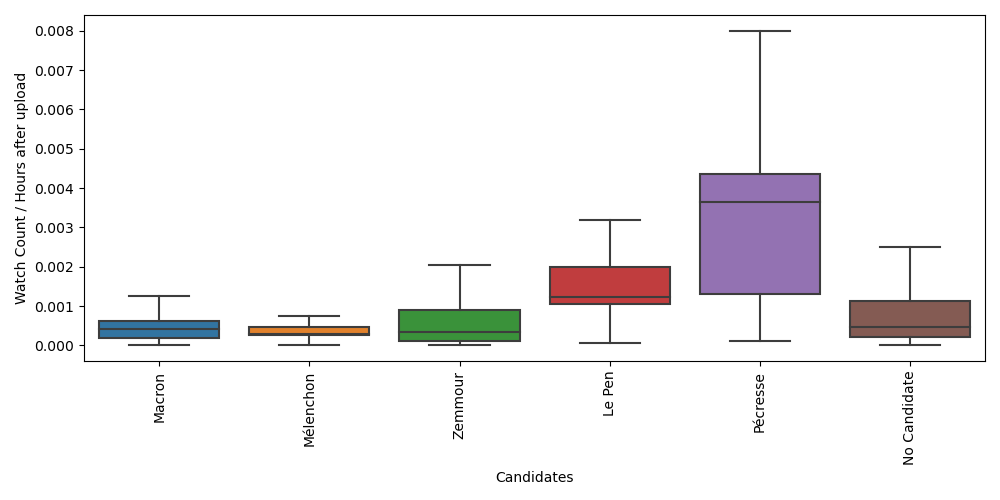 0.008
0.007
0.006
0.005
0.004
0.003
0.002
0.001
0.000
Watch Count / Hours after upload
Macron
Mélenchon
Zemmour
Le Pen
Pécresse
No Candidate
Candidates